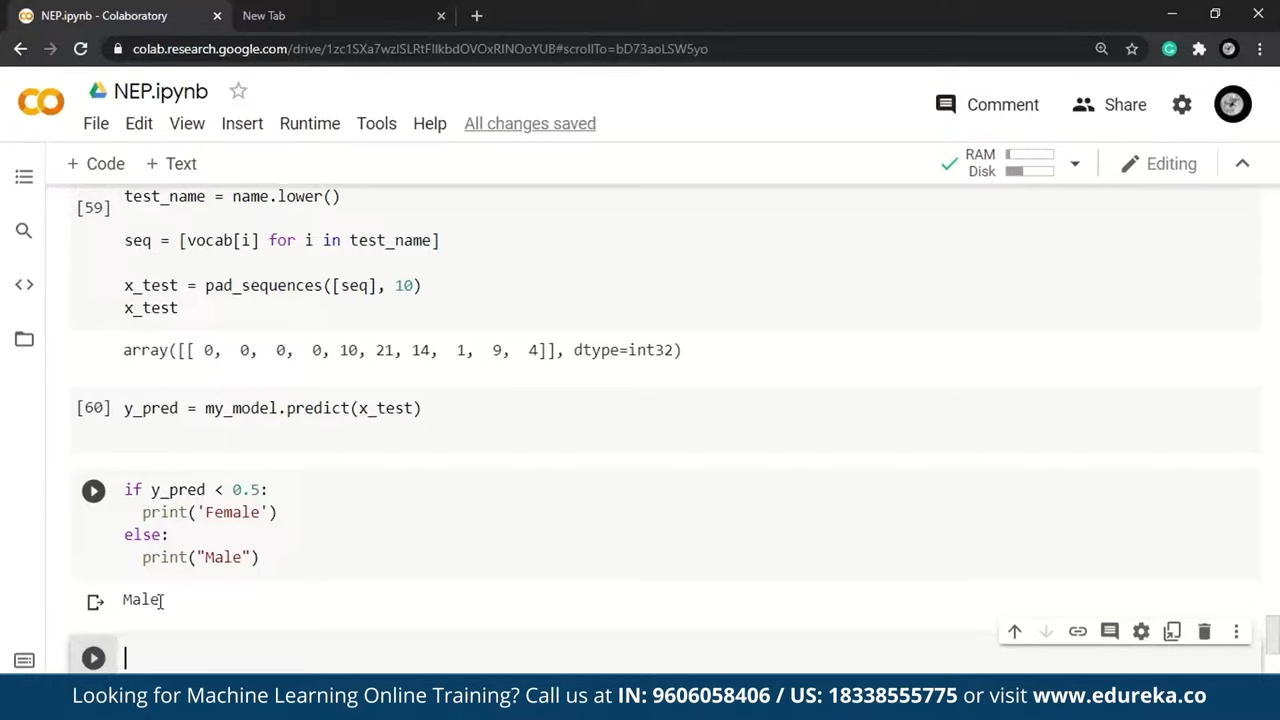 NEP.ipynb - Colaboratory
New Tab
colab.research.google.com/drive/1zc1SXa7wzlSLRtFIlkbdOVOxRINOoYUB#scrollTo=bD73aoLSW5yo
NEP.ipynb
Comment
Share
File Edit View Insert Runtime Tools Help All changes saved
+ Code + Text
RAM
Disk
Editing
[59]
test_name = name.lower()
seq = [vocab[i] for i in test_name]
x_test = pad_sequences([seq], 10)
x_test
array([[ 0, 0, 0, 0, 10, 21, 14, 1, 9, 4]], dtype=int32)
[60] y_pred = my_model.predict(x_test)
if y_pred < 0.5:
print('Female')
else:
print("Male")
Male
Looking for Machine Learning Online Training? Call us at IN: 9606058406 / US: 18338555775 or visit www.edureka.co